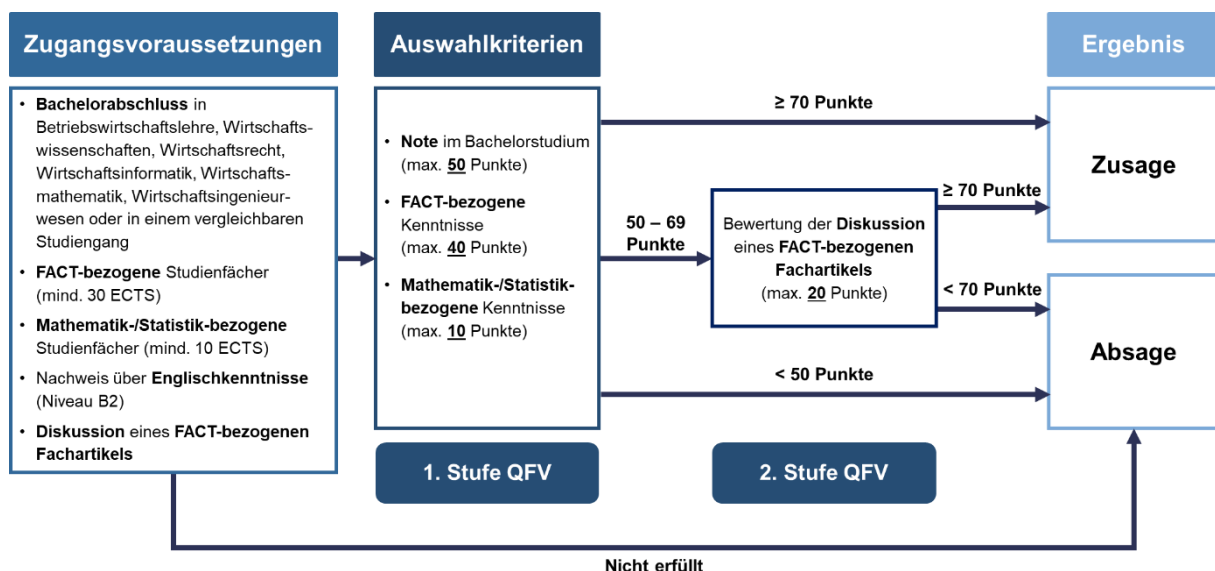 Zugangsvoraussetzungen
• Bachelorabschluss in
Betriebswirtschaftslehre, Wirtschafts-
wissenschaften, Wirtschaftsrecht,
Wirtschaftsinformatik, Wirtschafts-
mathematik, Wirtschaftsingenieur-
wesen oder in einem vergleichbaren
Studiengang
• FACT-bezogene Studienfächer
(mind. 30 ECTS)
• Mathematik-/Statistik-bezogene
Studienfächer (mind. 10 ECTS)
• Nachweis über Englischkenntnisse
(Niveau B2)
• Diskussion eines FACT-bezogenen
Fachartikels
Auswahlkriterien
• Note im Bachelorstudium
(max. 50 Punkte)
• FACT-bezogene
Kenntnisse
(max. 40 Punkte)
• Mathematik-/Statistik-
bezogene Kenntnisse
(max. 10 Punkte)
1. Stufe QFV
≥ 70 Punkte
50 – 69
Punkte
< 50 Punkte
Bewertung der Diskussion
eines FACT-bezogenen
Fachartikels
(max. 20 Punkte)
2. Stufe QFV
≥ 70 Punkte
< 70 Punkte
Ergebnis
Zusage
Absage
Nicht erfüllt